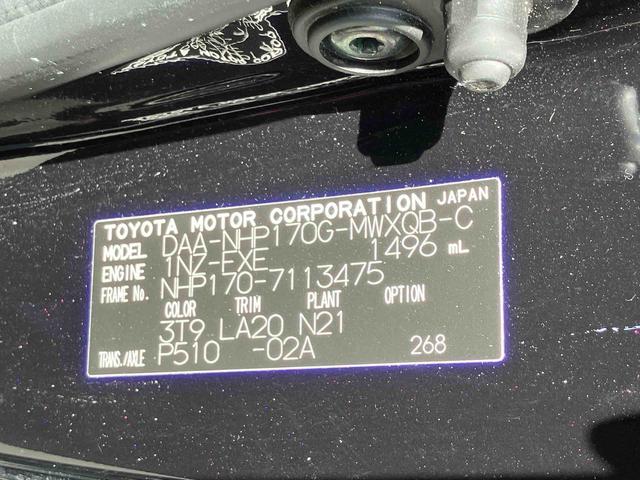 TOYOTA MOTOR CORPORATION JAPAN
MODEL DAA-NHP170G-MWXQB-C
ENGINE 1NZ-EXE 1496 mL
FRAME No. NHP170-7113475
COLOR TRIM PLANT OPTION
3T9 LA20 N21
TRANS./AXLE P510 -02A 268